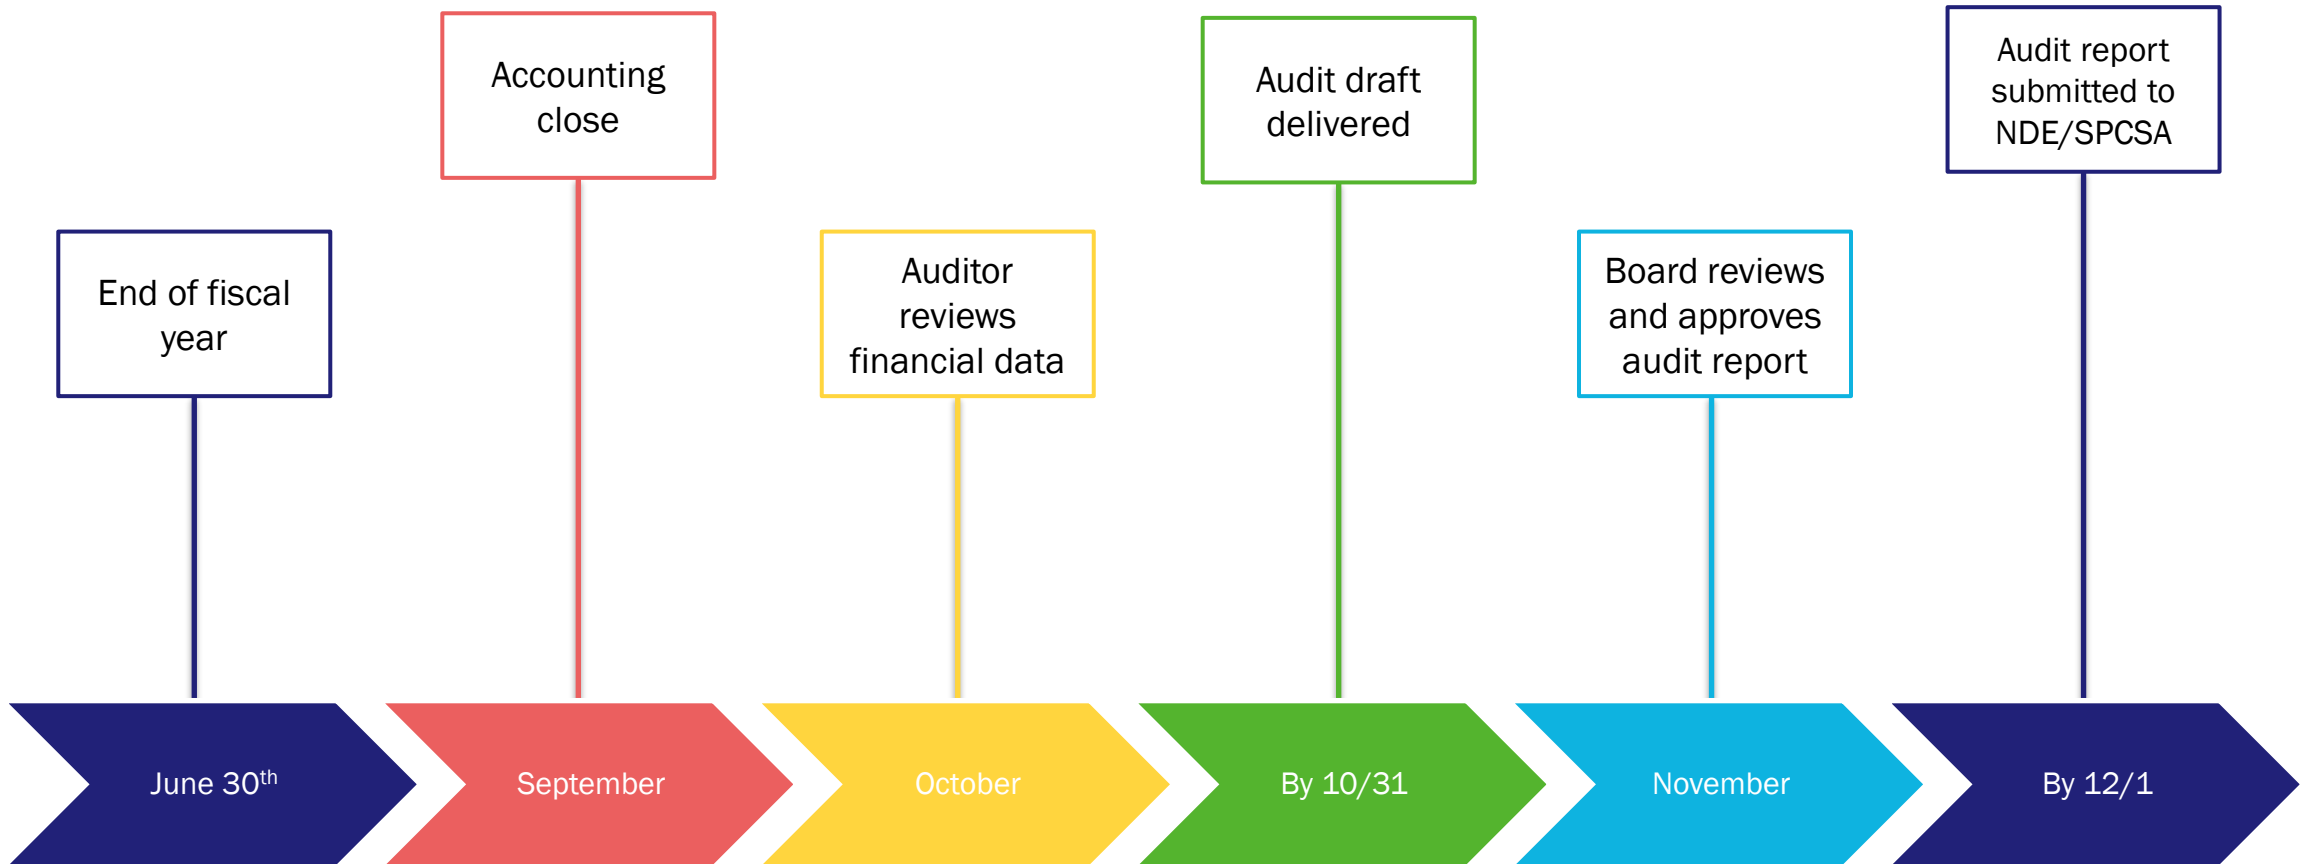 Accounting
close
Audit draft
delivered
Audit report
submitted to
NDE/SPCSA
End of fiscal
year
Auditor
reviews
financial data
Board reviews
and approves
audit report
June 30th
September
October
By 10/31
November
By 12/1